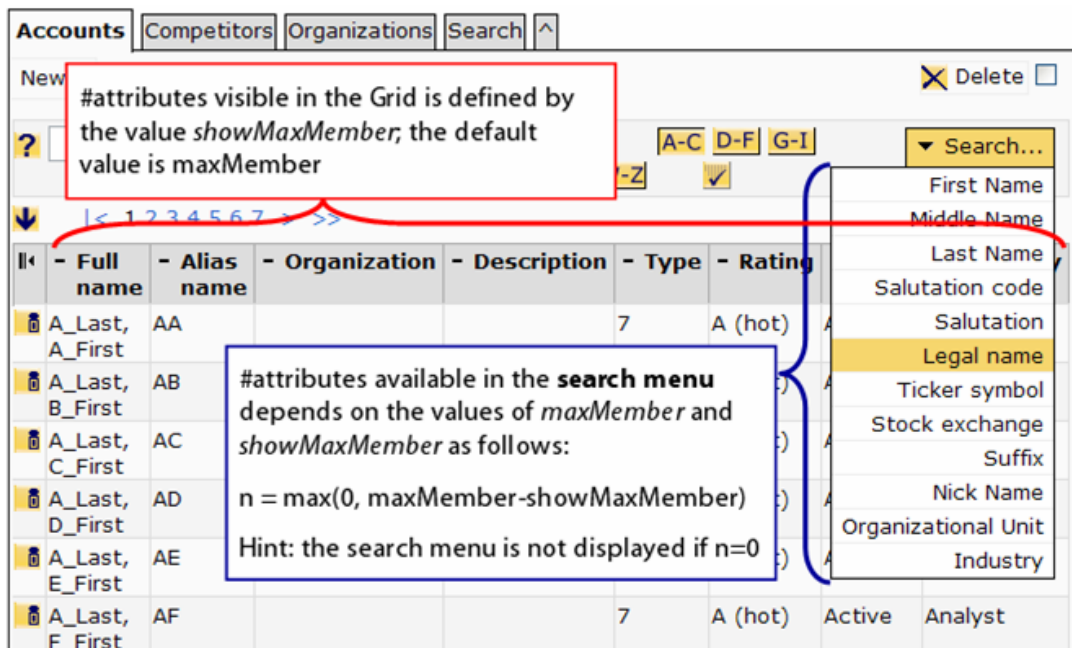 Accounts Competitors Organizations Search ^
New
Delete
#attributes visible in the Grid is defined by
the value showMaxMember; the default
value is maxMember
?
A-C D-F G-I
-Z
Search...
|< 1 2 3 4 5 6 7 > >>
First Name
Middle Name
Last Name
Salutation code
Salutation
Legal name
Ticker symbol
Stock exchange
Suffix
Nick Name
Organizational Unit
Industry
- Full name - Alias name - Organization - Description - Type - Rating
A_Last, AA 7 A (hot)
A_First
A_Last, AB
B_First
A_Last, AC
C_First
A_Last, AD
D_First
A_Last, AE
E_First
A_Last, AF 7 A (hot) Active Analyst
F_First
#attributes available in the search menu
depends on the values of maxMember and
showMaxMember as follows:
n = max(0, maxMember-showMaxMember)
Hint: the search menu is not displayed if n=0